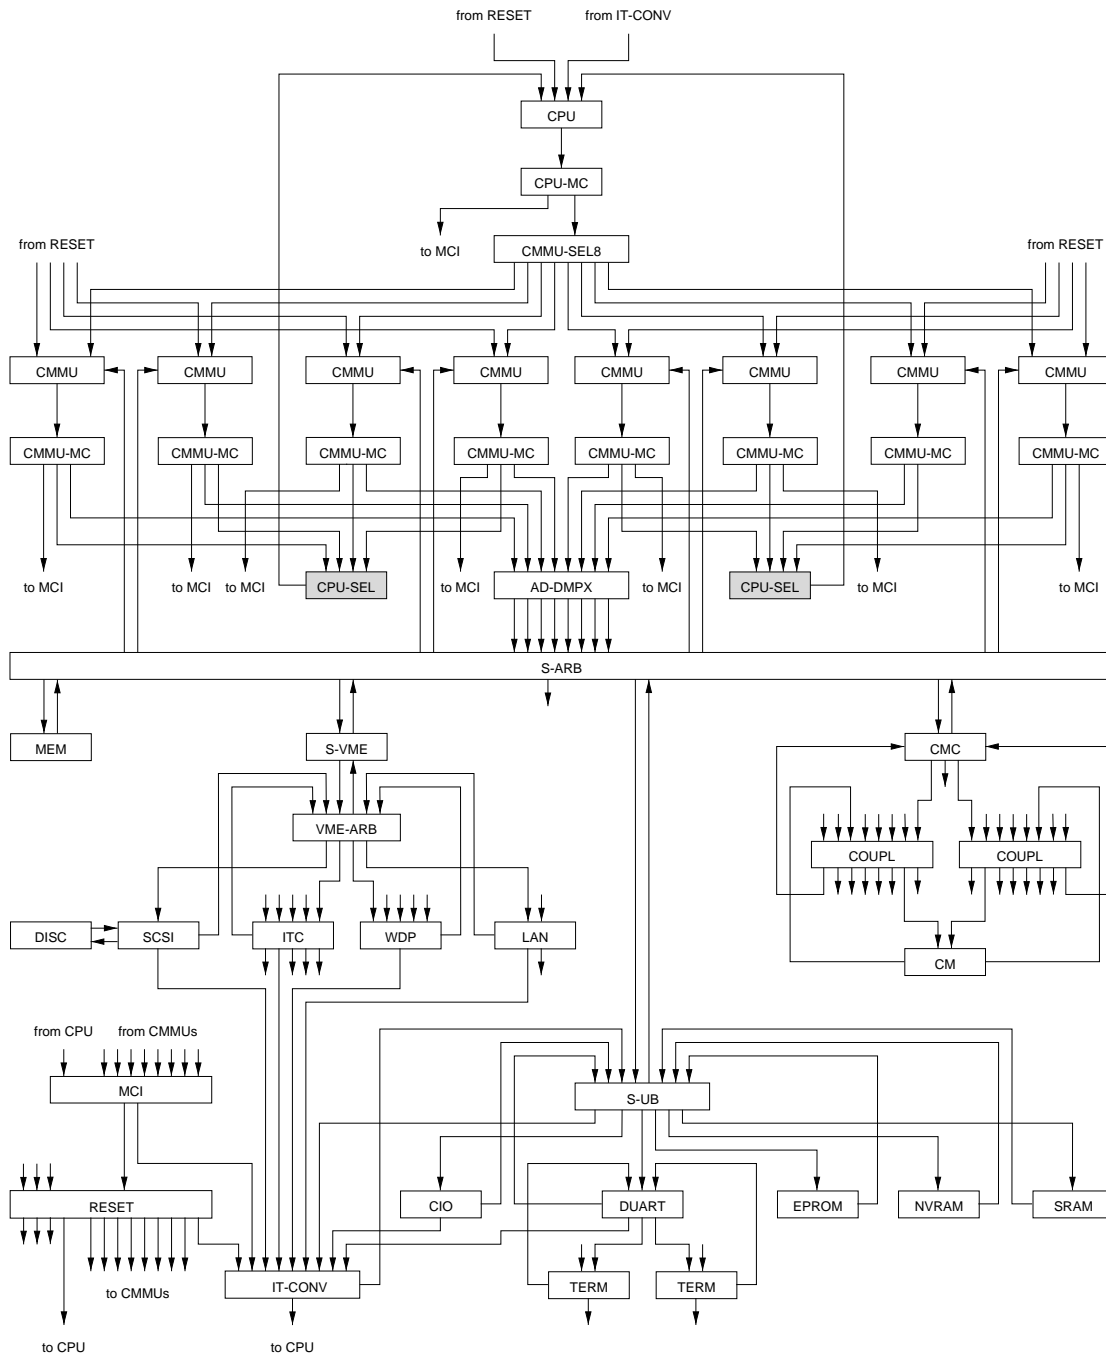 from RESET from IT-CONV
CPU
CPU-MC
from RESET to MCI CMMU-SEL8 from RESET
CMMU CMMU CMMU CMMU CMMU CMMU CMMU CMMU
CMMU-MC CMMU-MC CMMU-MC CMMU-MC CMMU-MC CMMU-MC CMMU-MC CMMU-MC
to MCI to MCI to MCI CPU-SEL to MCI AD-DMPX to MCI CPU-SEL to MCI to MCI
S-ARB
MEM S-VME CMC
VME-ARB
COUPL COUPL
DISC SCSI ITC WDP LAN
CM
from CPU from CMMUs
MCI S-UB
RESET CIO DUART EPROM NVRAM SRAM
to CMMUs IT-CONV TERM TERM
to CPU to CPU